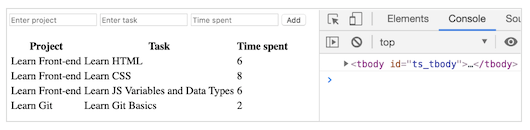 Enter project Enter task Time spent Add
Project Task Time spent
Learn Front-end Learn HTML 6
Learn Front-end Learn CSS 8
Learn Front-end Learn JS Variables and Data Types 6
Learn Git Learn Git Basics 2
Elements Console
top
<tbody id="ts_tbody">…</tbody>